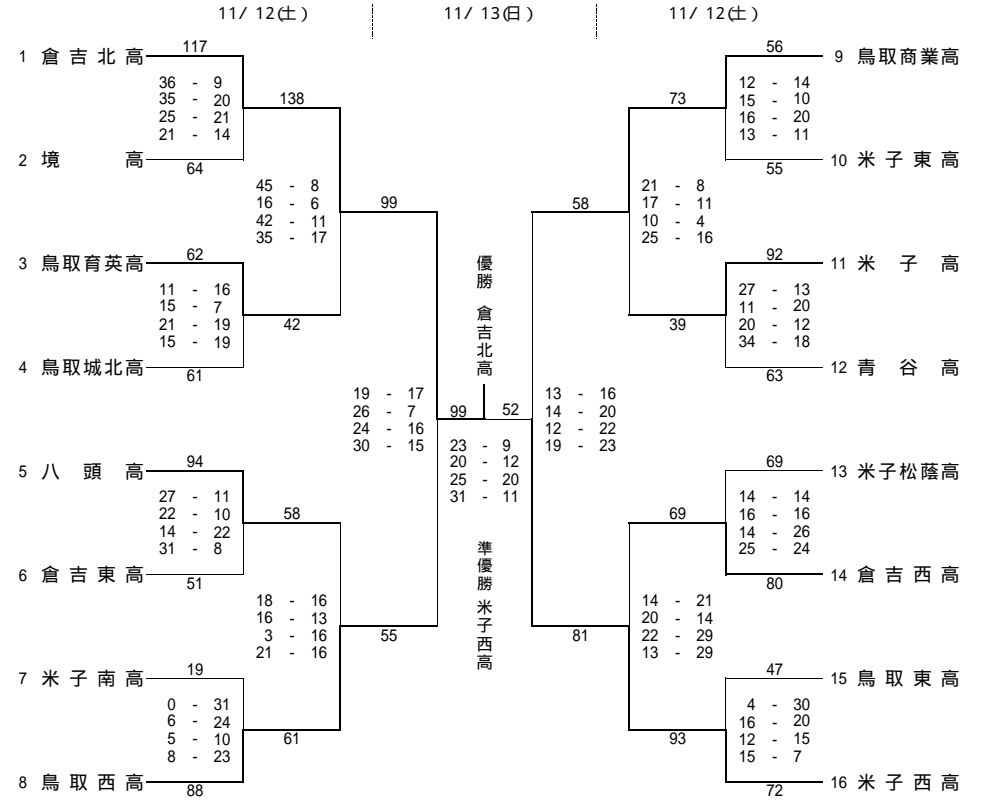 11/12(土) 11/13(日) 11/12(土)
1 倉吉北高 117
36 - 9
35 - 20
25 - 21
21 - 14
2 境 高 64
138
45 - 8
16 - 6
42 - 11
35 - 17
3 鳥取育英高 62
11 - 16
15 - 7
21 - 19
15 - 19
4 鳥取城北高 61
42
99
19 - 17
26 - 7
24 - 16
30 - 15
5 八頭高 94
27 - 11
22 - 10
14 - 22
31 - 8
6 倉吉東高 51
58
18 - 16
16 - 13
3 - 16
21 - 16
7 米子南高 19
0 - 31
6 - 24
5 - 10
8 - 23
8 鳥取西高 88
61
55
優勝 倉吉北高
99 52
23 - 9
20 - 12
25 - 20
31 - 11
準優勝 米子西高
56 9 鳥取商業高
12 - 14
15 - 10
16 - 20
13 - 11
55 10 米子東高
73
21 - 8
17 - 11
10 - 4
25 - 16
92 11 米子高
27 - 13
11 - 20
20 - 12
34 - 18
63 12 青谷高
39
58
13 - 16
14 - 20
12 - 22
19 - 23
69 13 米子松蔭高
14 - 14
16 - 16
14 - 26
25 - 24
80 14 倉吉西高
69
14 - 21
20 - 14
22 - 29
13 - 29
47 15 鳥取東高
4 - 30
16 - 20
12 - 15
15 - 7
72 16 米子西高
93
81